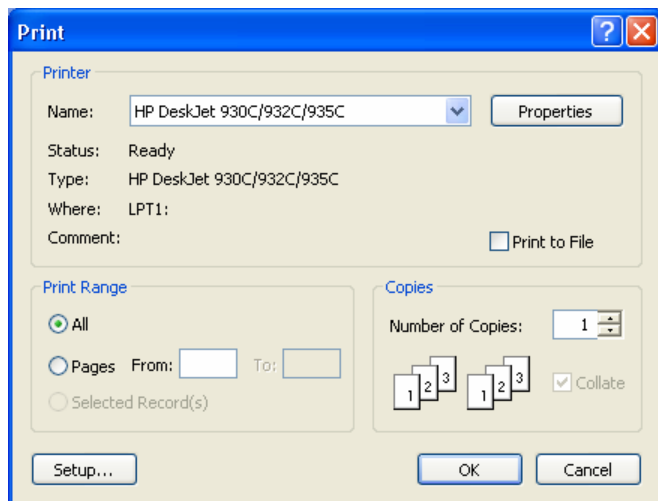 Print
Printer
Name: HP DeskJet 930C/932C/935C Properties
Status: Ready
Type: HP DeskJet 930C/932C/935C
Where: LPT1:
Comment: Print to File
Print Range
All
Pages From: To:
Selected Record(s)
Copies
Number of Copies: 1
1 2 3 1 2 3 Collate
Setup... OK Cancel